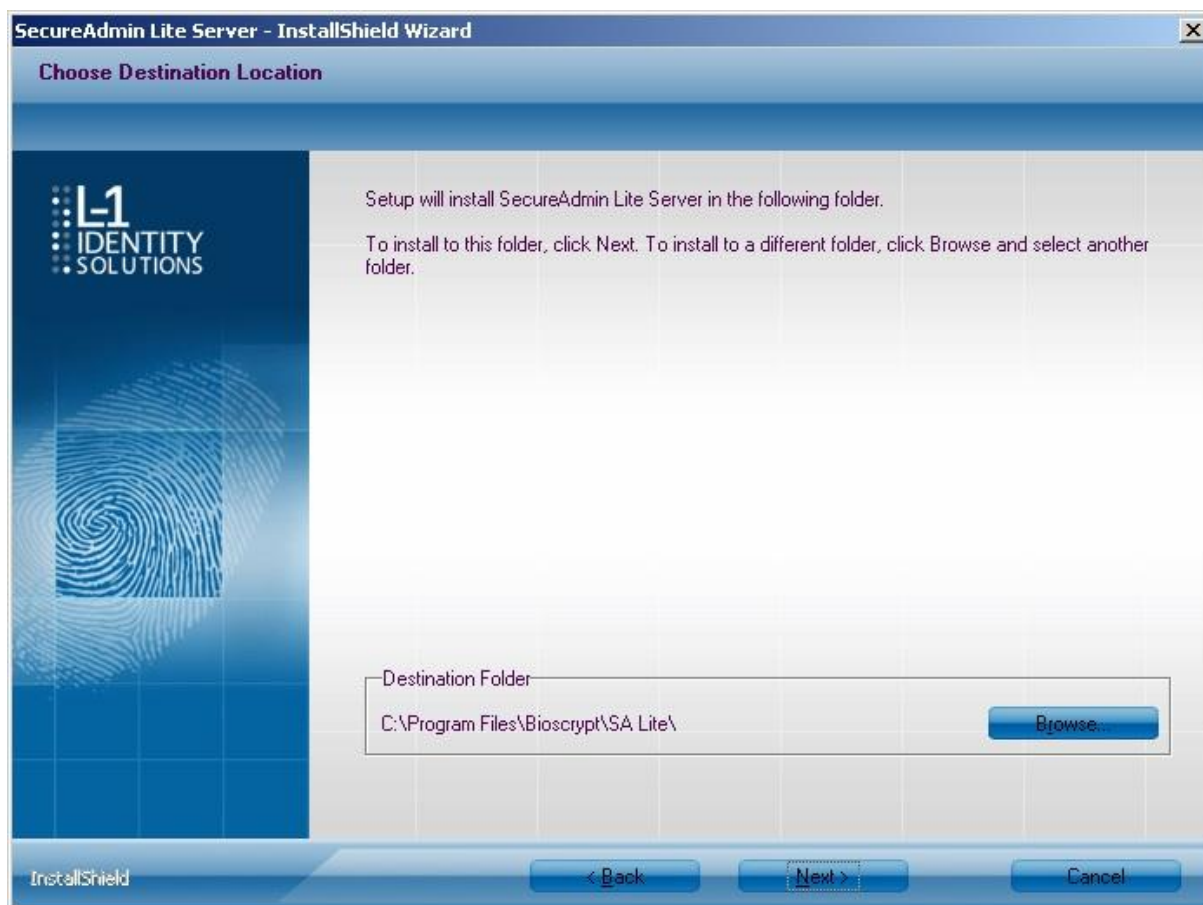 SecureAdmin Lite Server - InstallShield Wizard
Choose Destination Location
L-1
IDENTITY
SOLUTIONS
Setup will install SecureAdmin Lite Server in the following folder.
To install to this folder, click Next. To install to a different folder, click Browse and select another
folder.
Destination Folder
C:\Program Files\Bioscrypt\SA Lite\
Browse...
InstallShield
< Back
Next >
Cancel